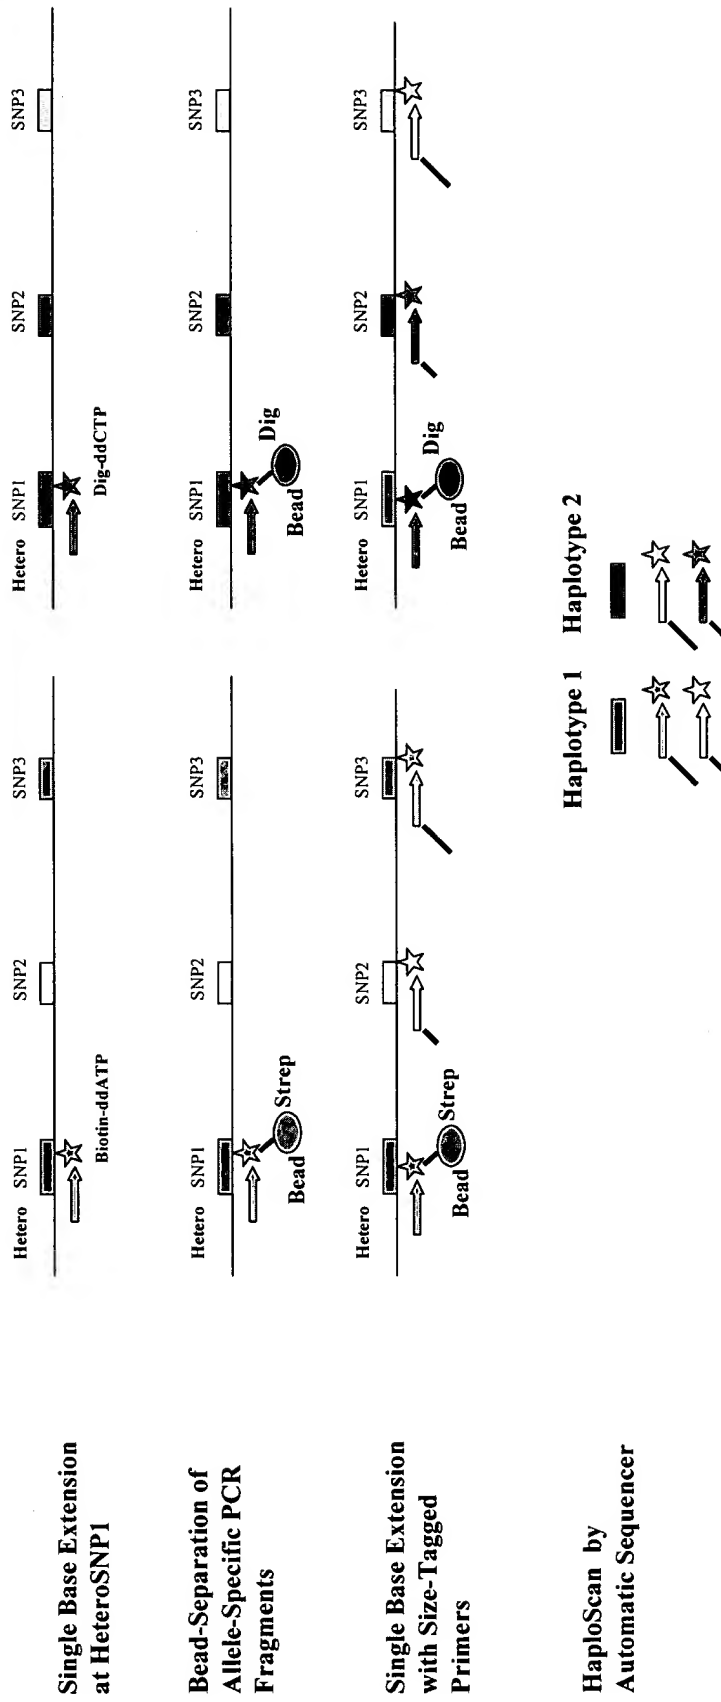 Single Base Extension
at HeteroSNP1
Hetero SNP1 SNP2 SNP3
Biotin-ddATP
Hetero SNP1 SNP2 SNP3
Dig-ddCTP
Bead-Separation of
Allele-Specific PCR
Fragments
Hetero SNP1 SNP2 SNP3
Bead Strep
Hetero SNP1 SNP2 SNP3
Bead Dig
Single Base Extension
with Size-Tagged
Primers
Hetero SNP1 SNP2 SNP3
Bead Strep
Hetero SNP1 SNP2 SNP3
Bead Dig
HaploScan by
Automatic Sequencer
Haplotype 1 Haplotype 2